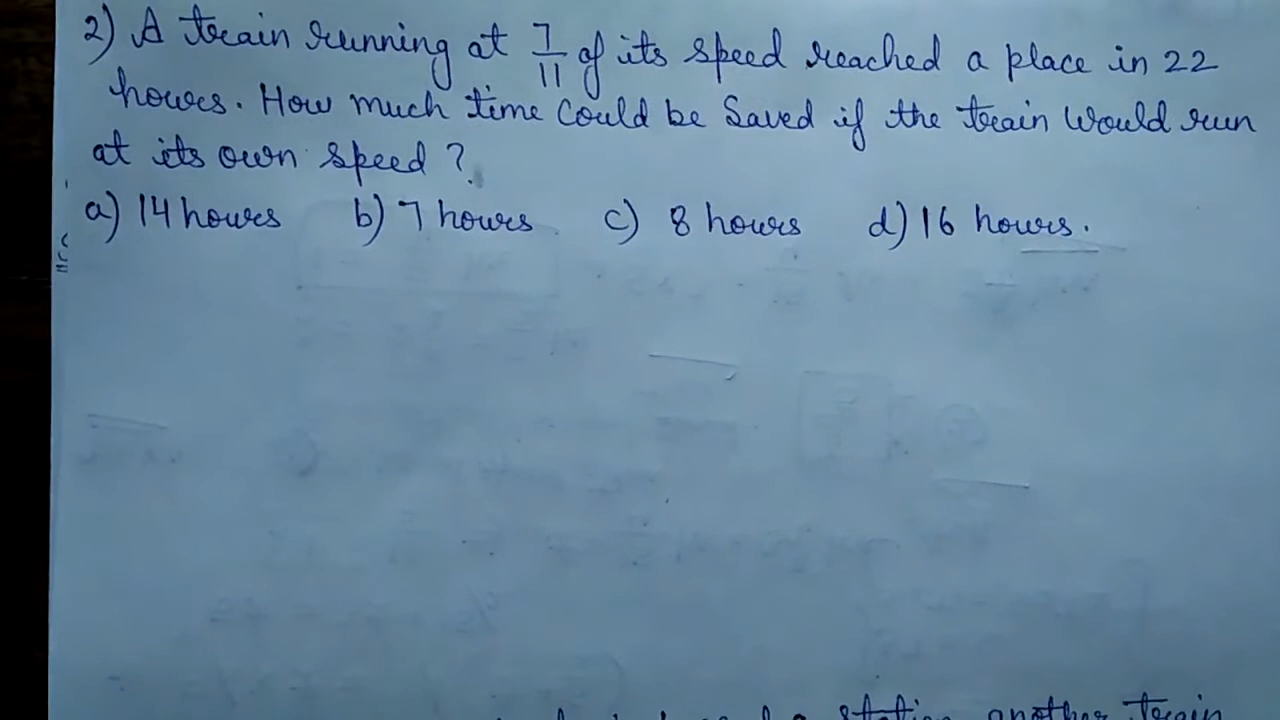 2) A train running at 7/11 of its speed reached a place in 22
hours. How much time could be saved if the train would run
at its own speed?
a) 14 hours b) 7 hours c) 8 hours d) 16 hours.
a station another train